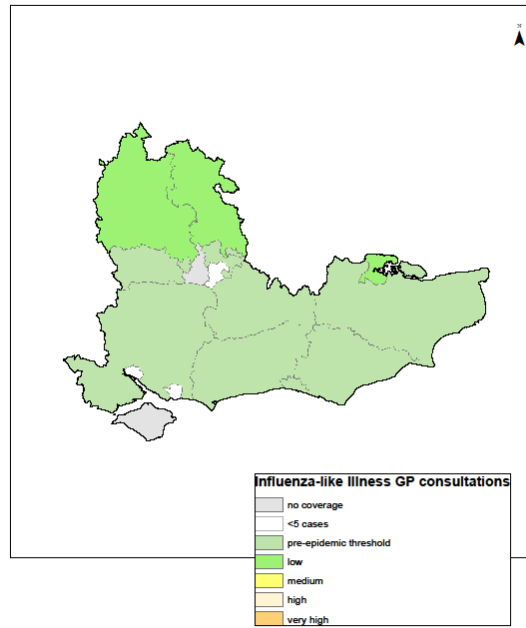 N
Influenza-like Illness GP consultations
no coverage
<5 cases
pre-epidemic threshold
low
medium
high
very high